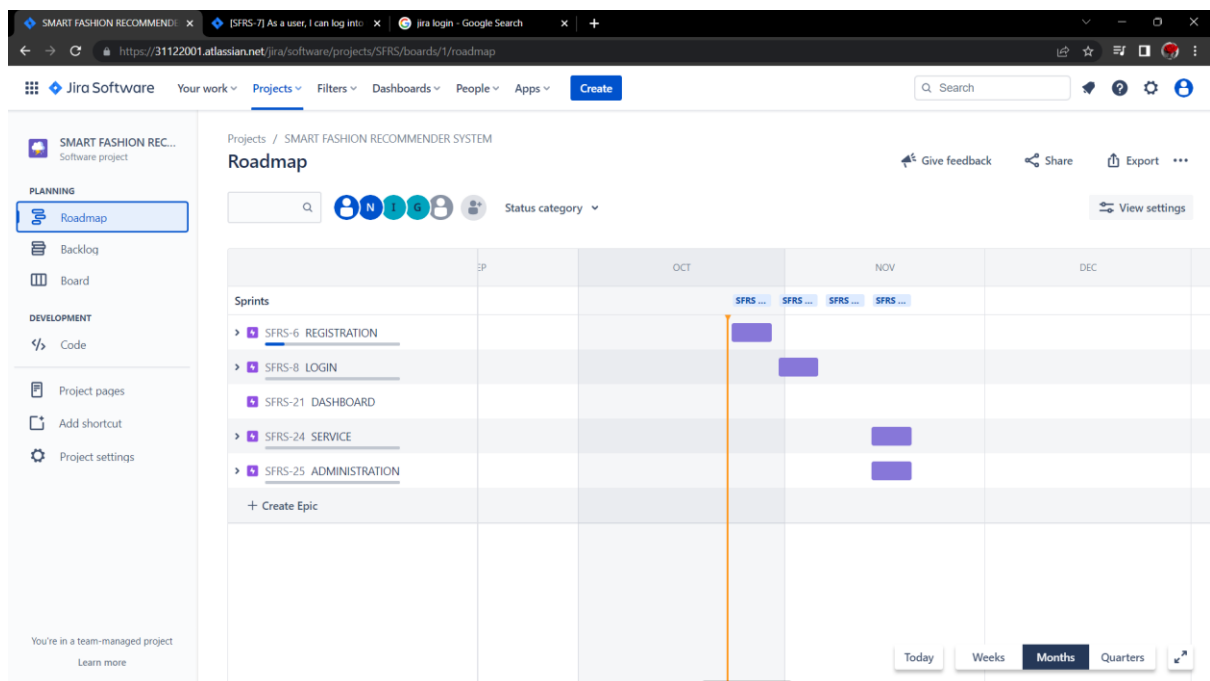 SMART FASHION RECOMMENDE
[SFRS-7] As a user, I can log into
jira login - Google Search
https://31122001.atlassian.net/jira/software/projects/SFRS/boards/1/roadmap
Jira Software Your work Projects Filters Dashboards People Apps Create Search
SMART FASHION REC...
Software project
PLANNING
Roadmap
Backlog
Board
DEVELOPMENT
Code
Project pages
Add shortcut
Project settings
You're in a team-managed project
Learn more
Projects / SMART FASHION RECOMMENDER SYSTEM
Roadmap
Give feedback Share Export
N I G Status category View settings
EP OCT NOV DEC
Sprints SFRS ... SFRS ... SFRS ... SFRS ...
SFRS-6 REGISTRATION
SFRS-8 LOGIN
SFRS-21 DASHBOARD
SFRS-24 SERVICE
SFRS-25 ADMINISTRATION
+ Create Epic
Today Weeks Months Quarters